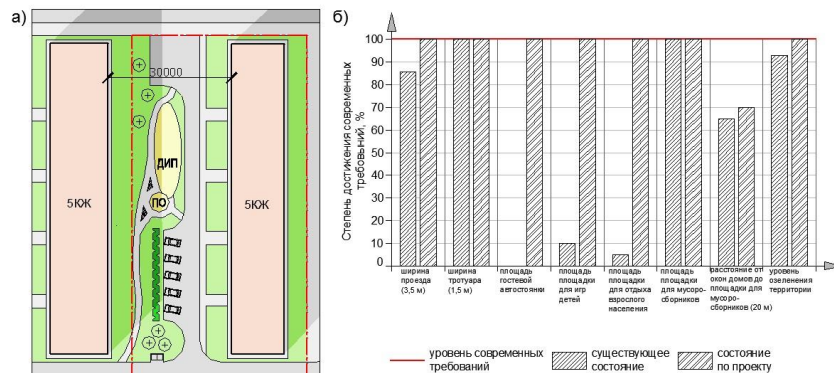 а)
30000
ДИП
ПО
5КЖ
5КЖ
б)
Степень достижения современных
требовыний, %
100
90
80
70
60
50
40
30
20
10
0
ширина
проезда
(3,5 м)
ширина
тротуара
(1,5 м)
площадь
гостевой
автостоянки
площадь
площадки
для игр
детей
площадь
площадки
для отдыха
взрослого
населения
площадь
площадки
для мусоро-
сборников
расстояние от
окон домов до
площадки для
мусоро-
сборников (20 м)
уровень
озеленения
территории
уровень современных
требований
существующее
состояние
состояние
по проекту